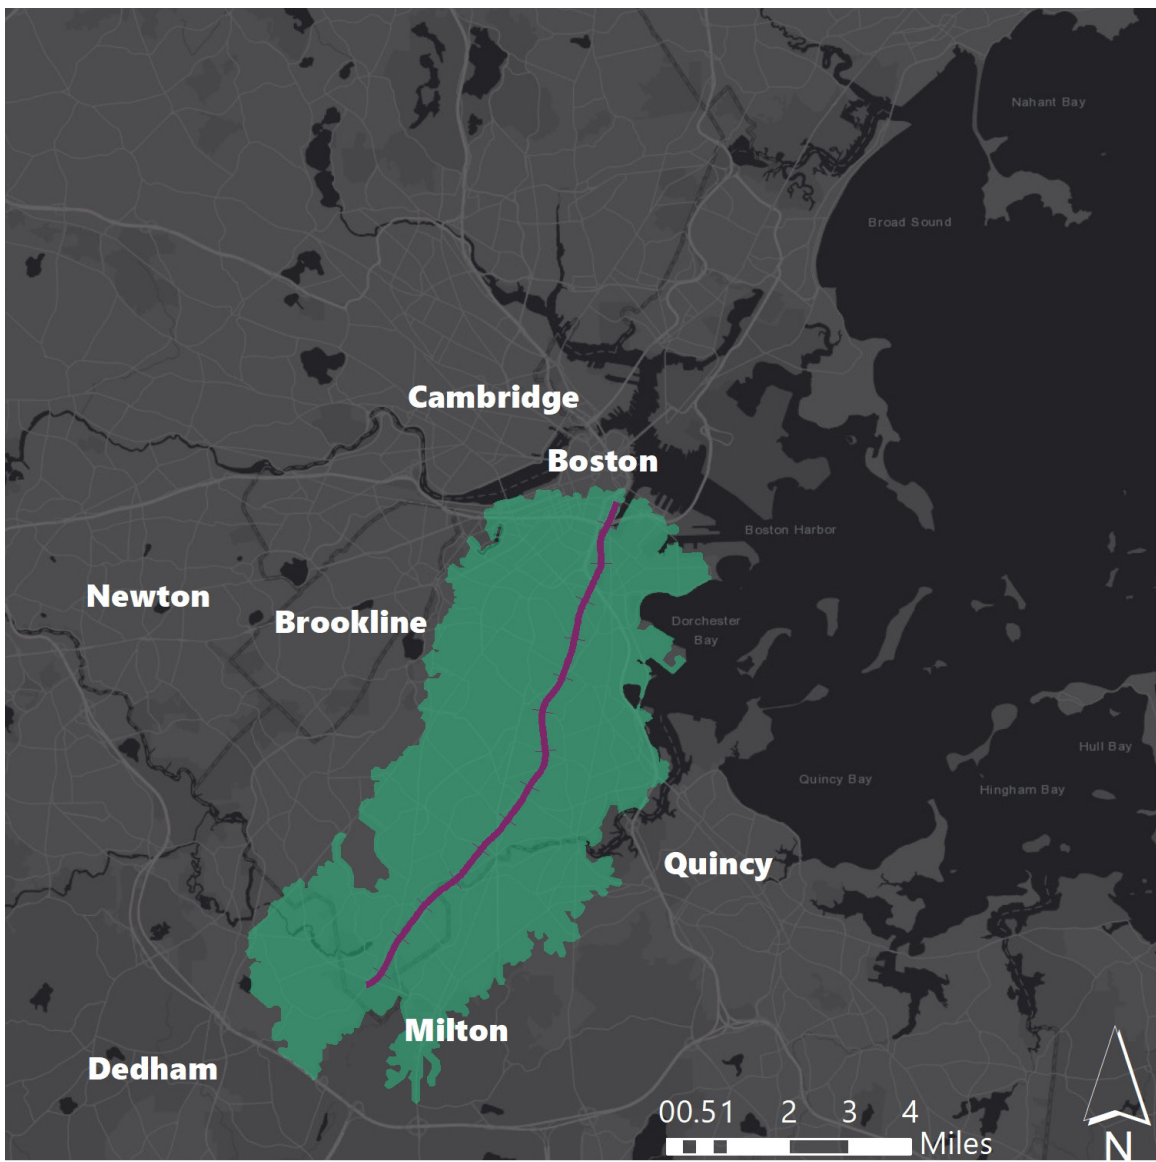 Nahant Bay
Broad Sound
Cambridge
Boston
Boston Harbor
Newton
Brookline
Dorchester
Bay
Hull Bay
Quincy Bay
Hingham Bay
Quincy
Milton
Dedham
00.51 2 3 4
Miles
N